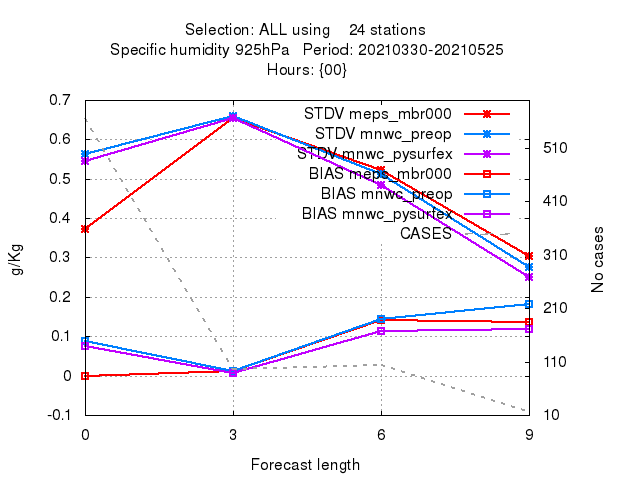 Selection: ALL using    24 stations
Specific humidity 925hPa   Period: 20210330-20210525
Hours: {00}
STDV meps_mbr000
STDV mnwc_preop
STDV mnwc_pysurfex
BIAS meps_mbr000
BIAS mnwc_preop
BIAS mnwc_pysurfex
CASES
0.7
0.6
0.5
0.4
0.3
0.2
0.1
0
-0.1
g/Kg
510
410
310
210
110
10
No cases
0 3 6 9
Forecast length